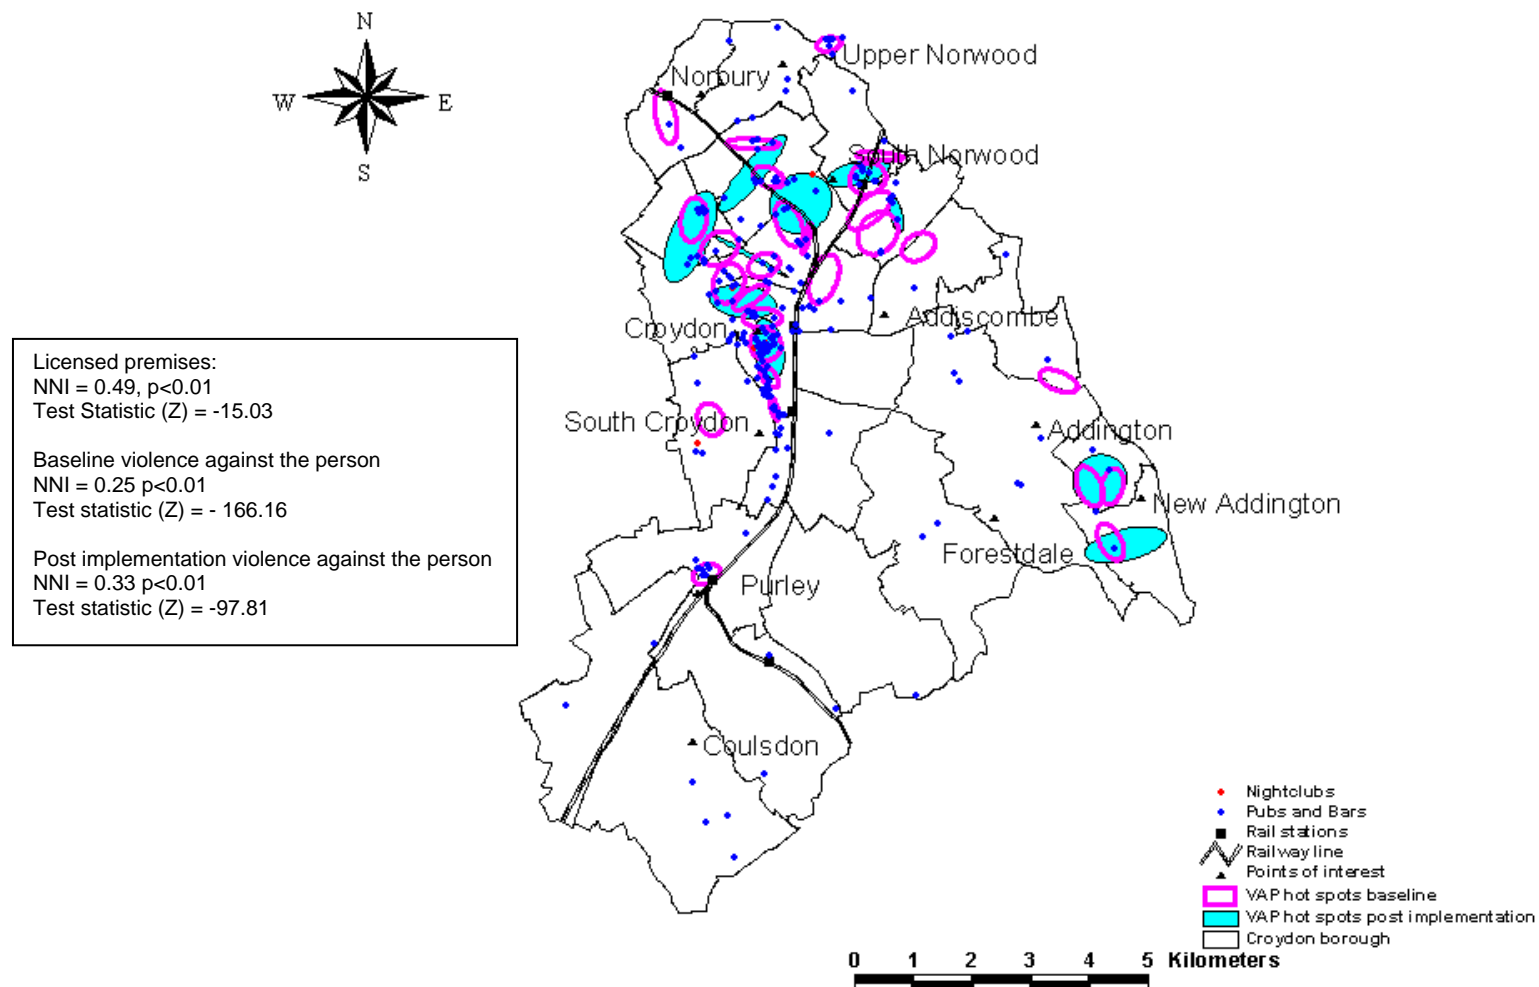 N
W
E
S
Upper Norwood
Norbury
South Norwood
Croydon
Addiscombe
South Croydon
Addington
New Addington
Forestdale
Purley
Coulsdon
Licensed premises:
NNI = 0.49, p<0.01
Test Statistic (Z) = -15.03
Baseline violence against the person
NNI = 0.25 p<0.01
Test statistic (Z) = - 166.16
Post implementation violence against the person
NNI = 0.33 p<0.01
Test statistic (Z) = -97.81
Nightclubs
Pubs and Bars
Rail stations
Railway line
Points of interest
VAP hot spots baseline
VAP hot spots post implementation
Croydon borough
0 1 2 3 4 5 Kilometers